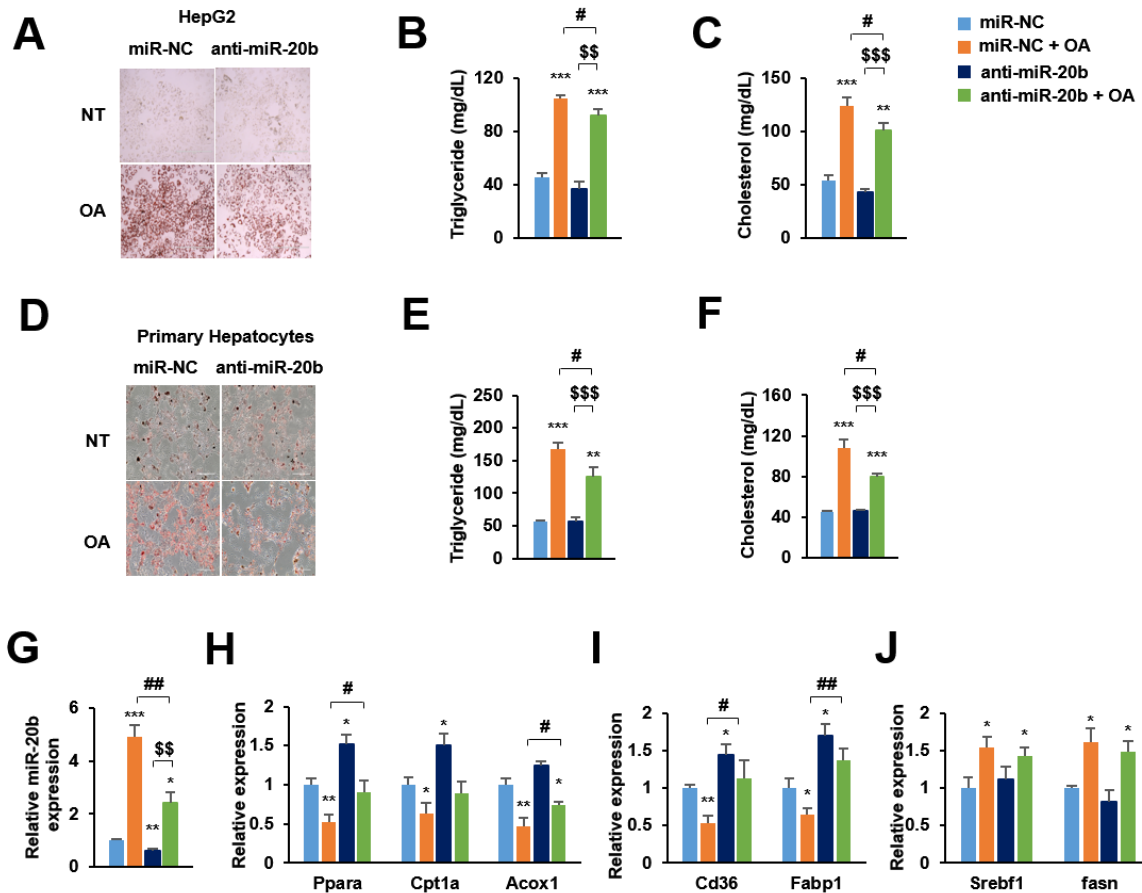 A
HepG2
miR-NC anti-miR-20b
NT
OA
B
Triglyceride (mg/dL)
120
80
40
0
***
***
$$
#
C
Cholesterol (mg/dL)
150
100
50
0
***
**
$$$
#
miR-NC
miR-NC + OA
anti-miR-20b
anti-miR-20b + OA
D
Primary Hepatocytes
miR-NC anti-miR-20b
NT
OA
E
Triglyceride (mg/dL)
250
200
150
100
50
0
***
**
$$$
#
F
Cholesterol (mg/dL)
160
120
80
40
0
***
***
$$$
#
G
Relative miR-20b
expression
6
4
2
0
***
**
*
$$
##
H
Relative expression
2
1.5
1
0.5
0
**
*
#
*
*
**
*
#
Ppara Cpt1a Acox1
I
Relative expression
2
1.5
1
0.5
0
**
*
#
*
*
##
Cd36 Fabp1
J
Relative expression
2
1.5
1
0.5
0
*
*
*
*
Srebf1 fasn